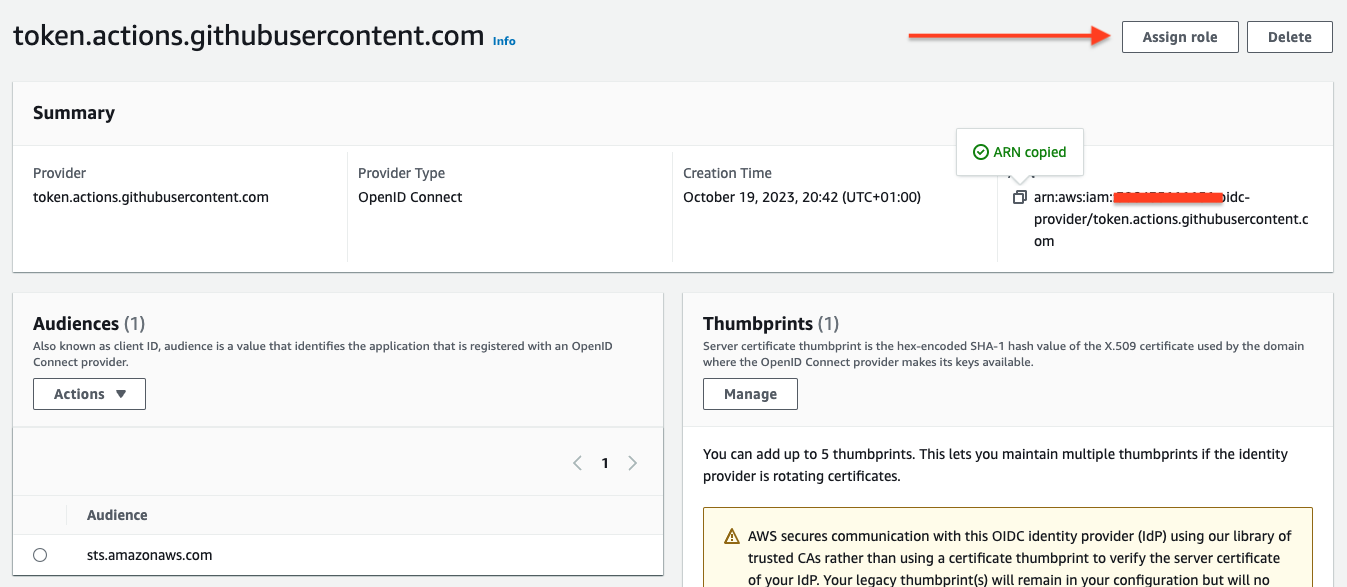 token.actions.githubusercontent.com Info
Assign role
Delete
Summary
ARN copied
Provider
token.actions.githubusercontent.com
Provider Type
OpenID Connect
Creation Time
October 19, 2023, 20:42 (UTC+01:00)
arn:aws:iam: oidc-
provider/token.actions.githubusercontent.c
om
Audiences (1)
Also known as client ID, audience is a value that identifies the application that is registered with an OpenID
Connect provider.
Actions
1
Audience
sts.amazonaws.com
Thumbprints (1)
Server certificate thumbprint is the hex-encoded SHA-1 hash value of the X.509 certificate used by the domain
where the OpenID Connect provider makes its keys available.
Manage
You can add up to 5 thumbprints. This lets you maintain multiple thumbprints if the identity
provider is rotating certificates.
AWS secures communication with this OIDC identity provider (IdP) using our library of
trusted CAs rather than using a certificate thumbprint to verify the server certificate
of your IdP. Your legacy thumbprint(s) will remain in your configuration but will no